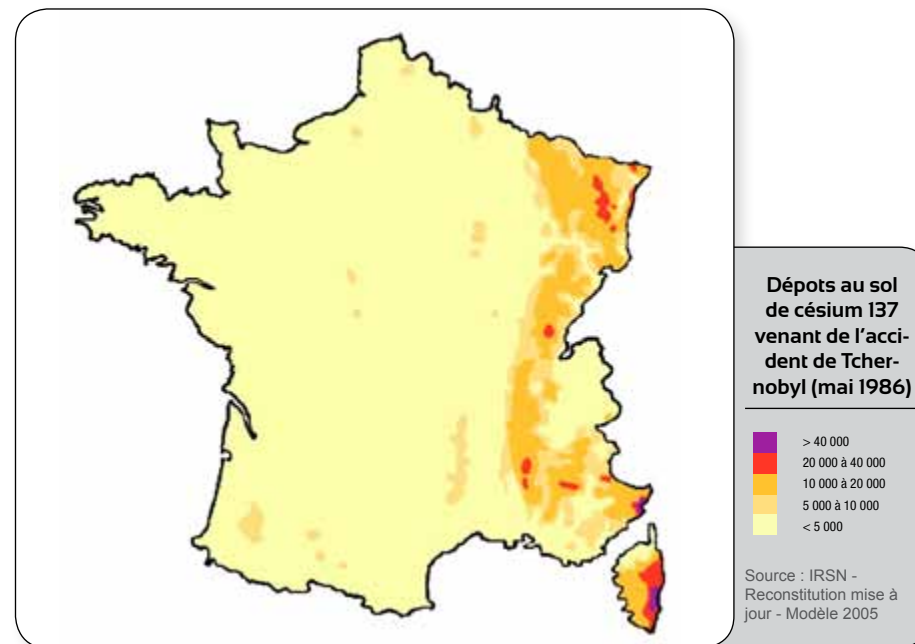 Dépots au sol
de césium 137
venant de l'acci-
dent de Tcher-
nobyl (mai 1986)
> 40 000
20 000 à 40 000
10 000 à 20 000
5 000 à 10 000
< 5 000
Source : IRSN -
Reconstitution mise à
jour - Modèle 2005